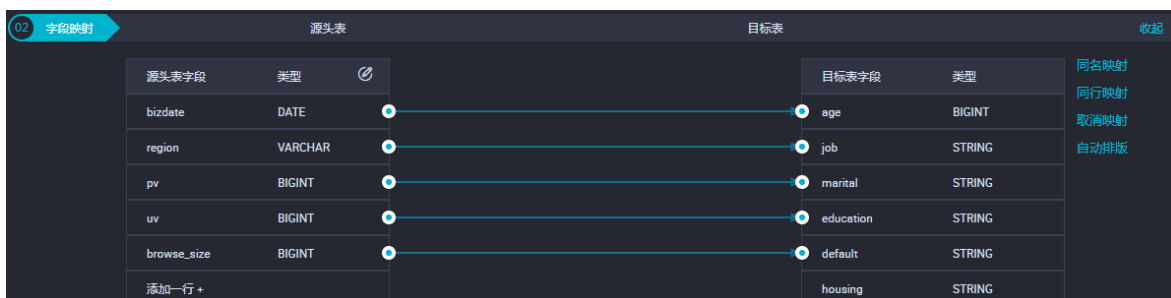 02 字段映射 源头表 目标表 收起
源头表字段 类型 目标表字段 类型 同名映射
同行映射
bizdate DATE age BIGINT 取消映射
region VARCHAR job STRING 自动排版
pv BIGINT marital STRING
uv BIGINT education STRING
browse_size BIGINT default STRING
添加一行 + housing STRING